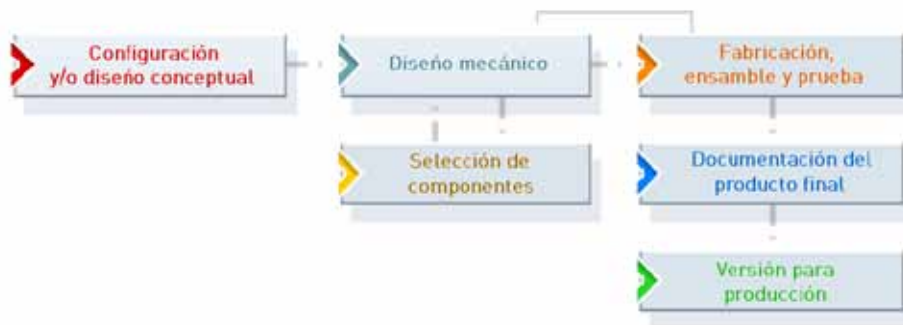 Configuración
y/o diseño conceptual
Diseño mecánico
Fabricación,
ensamble y prueba
Selección de
componentes
Documentación del
producto final
Versión para
producción